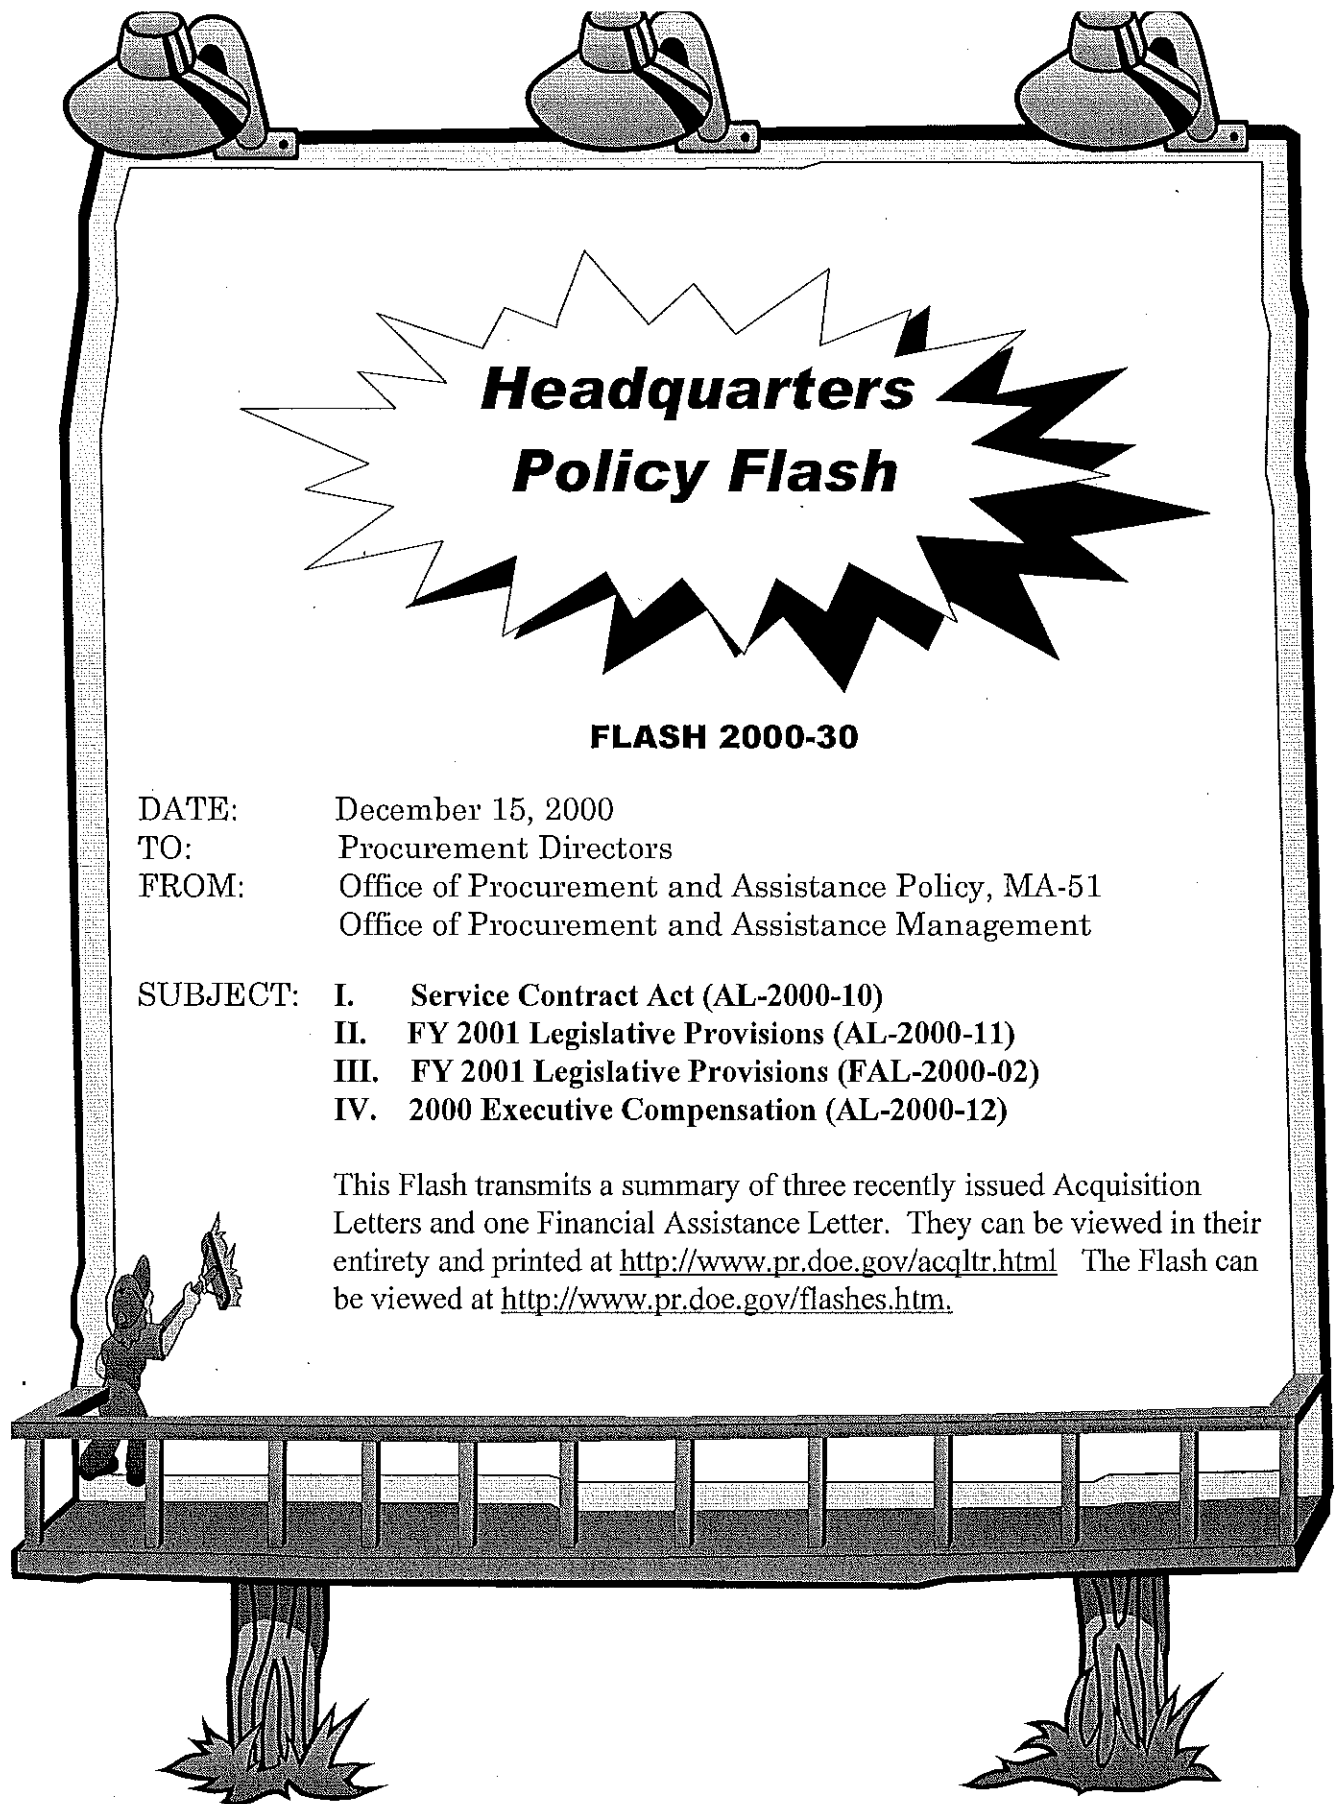 Headquarters
Policy Flash
FLASH 2000-30
DATE: December 15, 2000
TO: Procurement Directors
FROM: Office of Procurement and Assistance Policy, MA-51
Office of Procurement and Assistance Management
SUBJECT: I. Service Contract Act (AL-2000-10)
II. FY 2001 Legislative Provisions (AL-2000-11)
III. FY 2001 Legislative Provisions (FAL-2000-02)
IV. 2000 Executive Compensation (AL-2000-12)
This Flash transmits a summary of three recently issued Acquisition
Letters and one Financial Assistance Letter. They can be viewed in their
entirety and printed at http://www.pr.doe.gov/acqltr.html The Flash can
be viewed at http://www.pr.doe.gov/flashes.htm.